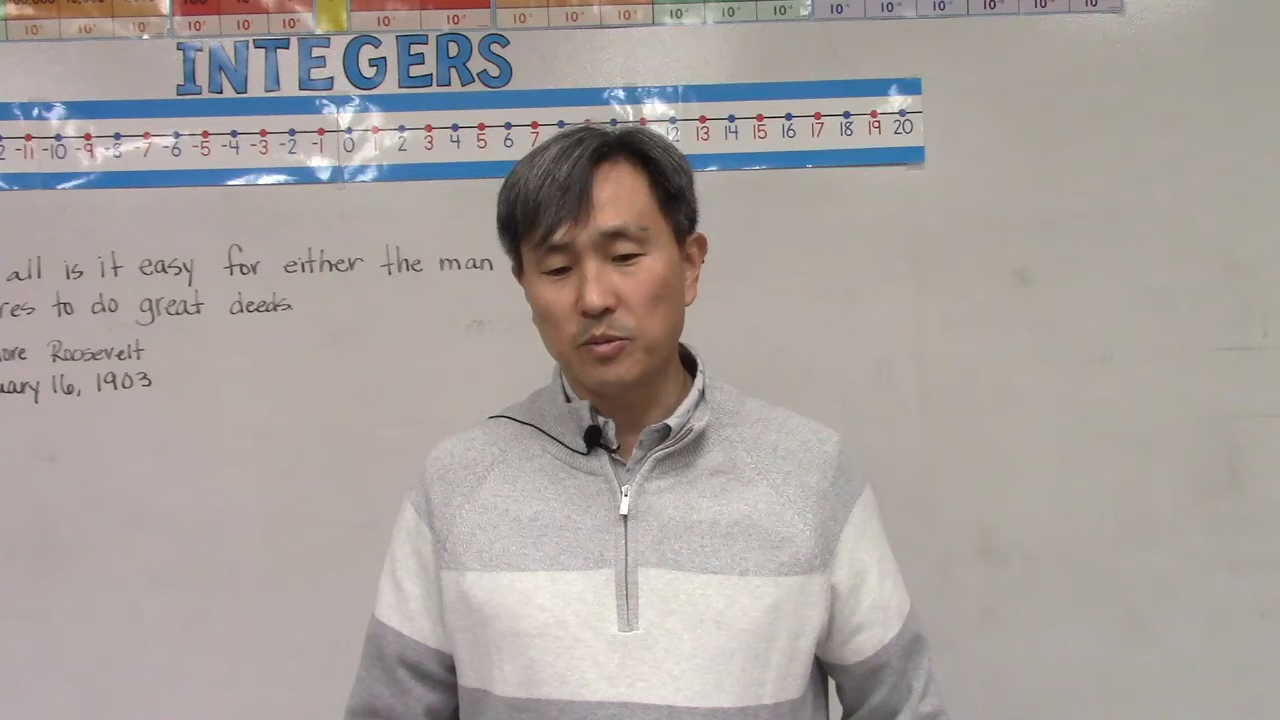 INTEGERS
-11 -10 -9 -8 -7 -6 -5 -4 -3 -2 -1 0 1 2 3 4 5 6 7 12 13 14 15 16 17 18 19 20
all is it easy for either the man
to do great deeds.
Roosevelt
16, 1903